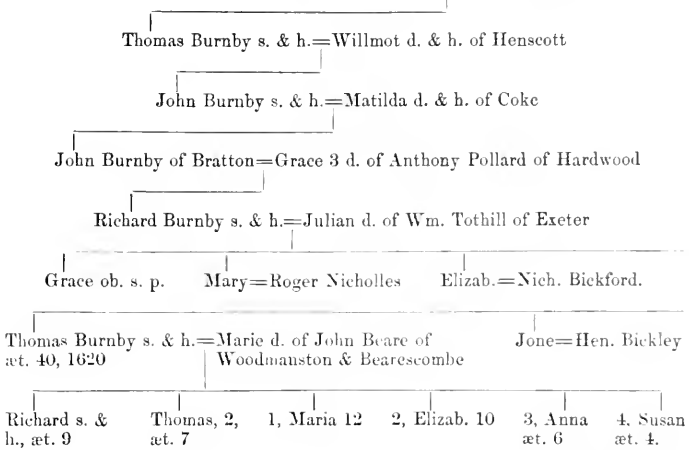 Thomas Burnby s. & h.=Willmot d. & h. of Henscott
John Burnby s. & h.=Matilda d. & h. of Coke
John Burnby of Bratton=Grace 3 d. of Anthony Pollard of Hardwood
Richard Burnby s. & h.=Julian d. of Wm. Tothill of Exeter
Grace ob. s. p. Mary=Roger Nicholles Elizab.=Nich. Bickford.
Thomas Burnby s. & h.=Marie d. of John Beare of Jone=Hen. Bickley
æt. 40, 1620 Woodmanston & Bearescombe
Richard s. & Thomas, 2, 1, Maria 12 2, Elizab. 10 3, Anna 4. Susan
h., æt. 9 æt. 7 æt. 6 æt. 4.